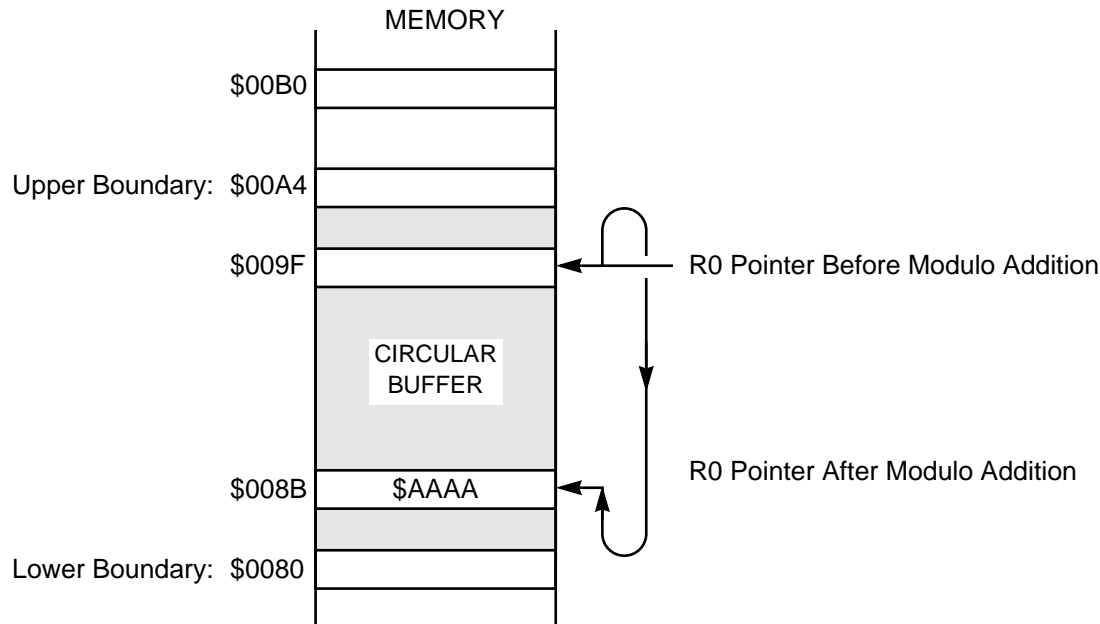 MEMORY
$00B0
Upper Boundary: $00A4
$009F
R0 Pointer Before Modulo Addition
CIRCULAR
BUFFER
R0 Pointer After Modulo Addition
$008B
$AAAA
Lower Boundary: $0080